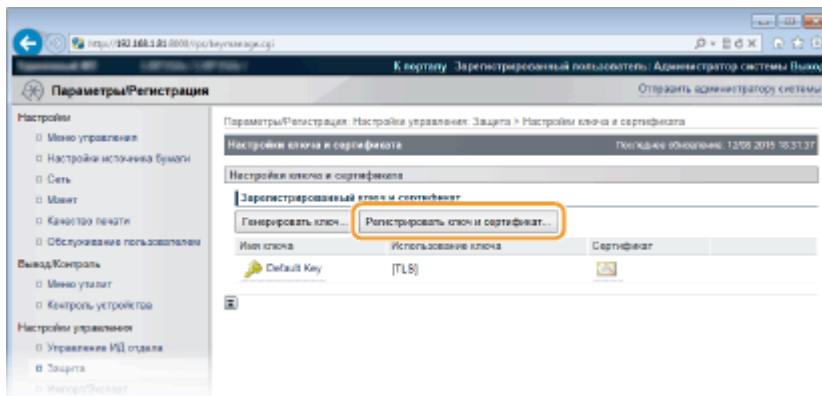 К порталу Зарегистрированный пользователь: Администратор системы Выход
Параметры/Регистрация
Отправить администратору системы
Настройки
Меню управления
Настройки источника бумаги
Сеть
Макет
Качество печати
Обслуживание пользователем
Вывод/Контроль
Меню утилит
Контроль устройства
Настройки управления
Управление ИД отдела
Защита
Импорт/Экспорт
Параметры/Регистрация: Настройки управления: Защита > Настройки ключа и сертификата
Настройки ключа и сертификата
Последнее обновление: 12/08 2015 18:31:37
Настройки ключа и сертификата
Зарегистрированный ключ и сертификат
Генерировать ключ... Регистрировать ключ и сертификат...
Имя ключа Использование ключа Сертификат
Default Key [TLS]